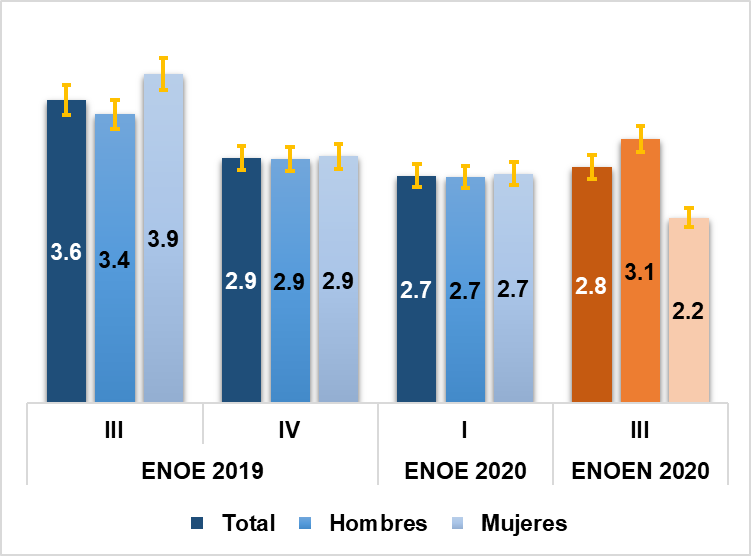 3.6
3.4
3.9
2.9
2.9
2.9
2.7
2.7
2.7
2.8
3.1
2.2
III
IV
I
III
ENOE 2019
ENOE 2020
ENOEN 2020
Total
Hombres
Mujeres